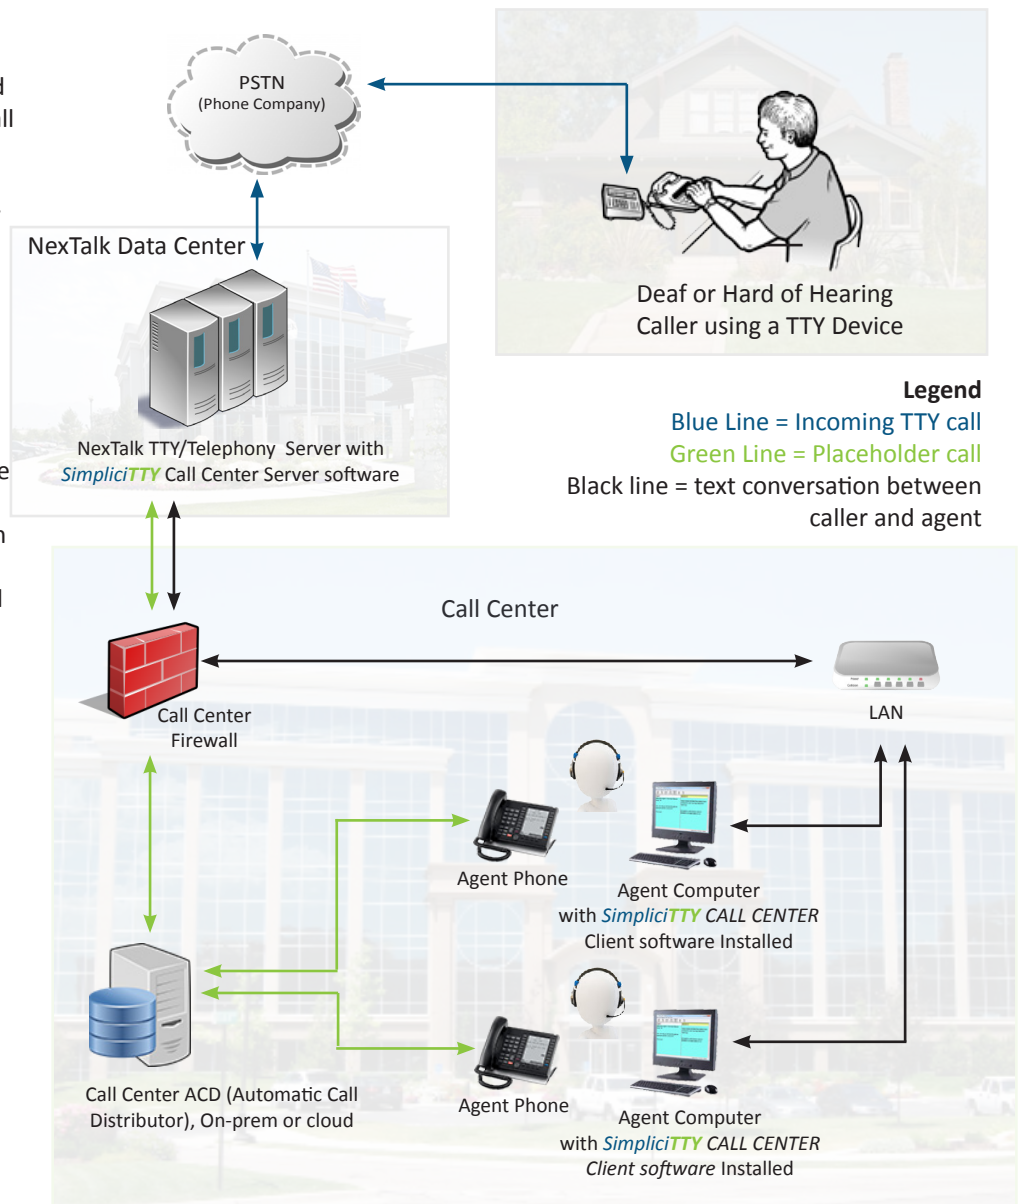 d
all
PSTN
(Phone Company)
NexTalk Data Center
Deaf or Hard of Hearing
Caller using a TTY Device
Legend
Blue Line = Incoming TTY call
Green Line = Placeholder call
Black line = text conversation between
caller and agent
NexTalk TTY/Telephony Server with
SimpliciTTY Call Center Server software
e
n
Call Center
Call Center
Firewall
LAN
Agent Phone
Agent Computer
with SimpliciTTY CALL CENTER
Client software Installed
Call Center ACD (Automatic Call
Distributor), On-prem or cloud
Agent Phone
Agent Computer
with SimpliciTTY CALL CENTER
Client software Installed